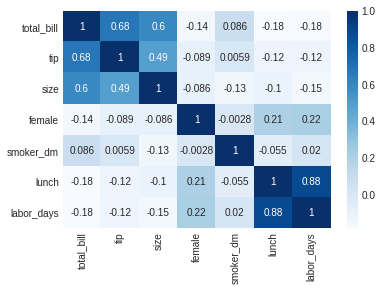 total_bill 1 0.68 0.6 -0.14 0.086 -0.18 -0.18
tip 0.68 1 0.49 -0.089 0.0059 -0.12 -0.12
size 0.6 0.49 1 -0.086 -0.13 -0.1 -0.15
female -0.14 -0.089 -0.086 1 -0.0028 0.21 0.22
smoker_dm 0.086 0.0059 -0.13 -0.0028 1 -0.055 0.02
lunch -0.18 -0.12 -0.1 0.21 -0.055 1 0.88
labor_days -0.18 -0.12 -0.15 0.22 0.02 0.88 1
total_bill tip size female smoker_dm lunch labor_days
1.0
0.8
0.6
0.4
0.2
0.0